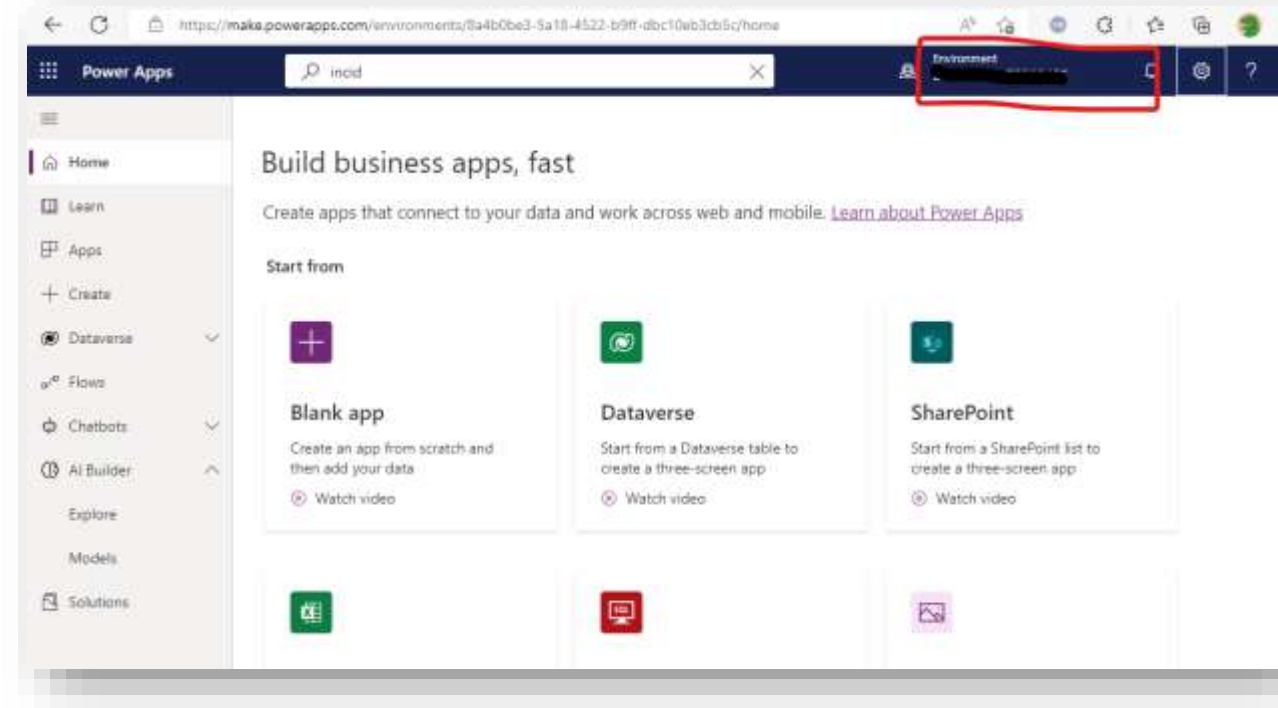 https://make.powerapps.com/environments/8a4b0be3-5a18-4522-b9ff-dbc10eb3cb5c/home
Power Apps
incid
Environment
?
Home
Learn
Apps
Create
Dataverse
Flows
Chatbots
AI Builder
Explore
Models
Solutions
Build business apps, fast
Create apps that connect to your data and work across web and mobile. Learn about Power Apps
Start from
Blank app
Create an app from scratch and
then add your data
Watch video
Dataverse
Start from a Dataverse table to
create a three-screen app
Watch video
SharePoint
Start from a SharePoint list to
create a three-screen app
Watch video